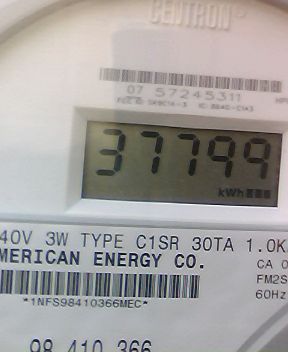 CENTRON®
07 57245311
37799
kWh
40V 3W TYPE C1SR 30TA 1.0K
MERICAN ENERGY CO.
CA 0
FM2S
60Hz
*1NFS98410366MEC*
98 410 366